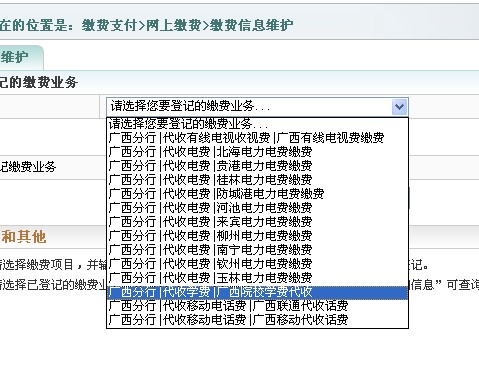 在的位置是：缴费支付>网上缴费>缴费信息维护
维护
记的缴费业务
请选择您要登记的缴费业务...
请选择您要登记的缴费业务...
广西分行|代收有线电视收视费|广西有线电视费缴费
广西分行|代收电费|北海电力电费缴费
广西分行|代收电费|贵港电力电费缴费
广西分行|代收电费|桂林电力电费缴费
记缴费业务
广西分行|代收电费|防城港电力电费缴费
广西分行|代收电费|河池电力电费缴费
广西分行|代收电费|来宾电力电费缴费
广西分行|代收电费|柳州电力电费缴费
和其他
广西分行|代收电费|南宁电力电费缴费
广西分行|代收电费|钦州电力电费缴费
请选择缴费项目，并输
记。
广西分行|代收电费|玉林电力电费缴费
请选择已登记的缴费业
信息”可查询
广西分行|代收学费|广西院校学费代收
广西分行|代收移动电话费|广西联通代收话费
广西分行|代收移动电话费|广西移动代收话费